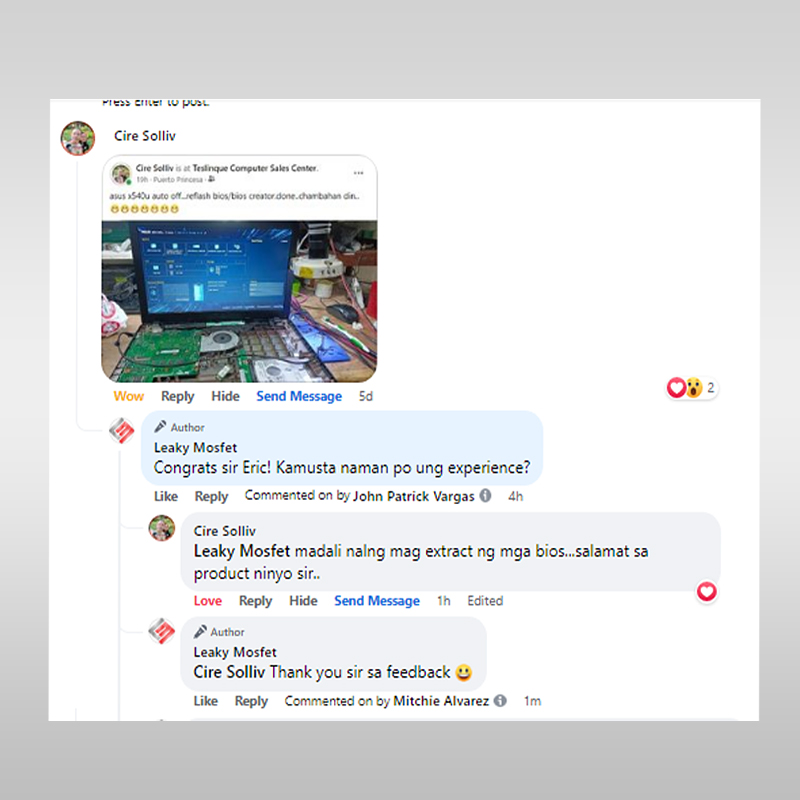 Press Enter to post.
Cire Solliv
Cire Solliv is at Teslinque Computer Sales Center.
19h · Puerto Princesa ·
asus x540u auto off...reflash bios/bios creator.done..chambahan din..
😁😁😁😁😁😁😁
Wow Reply Hide Send Message 5d
2
Author
Leaky Mosfet
Congrats sir Eric! Kamusta naman po ung experience?
Like Reply Commented on by John Patrick Vargas 4h
Cire Solliv
Leaky Mosfet madali nalng mag extract ng mga bios...salamat sa
product ninyo sir..
Love Reply Hide Send Message 1h Edited
Author
Leaky Mosfet
Cire Solliv Thank you sir sa feedback 😃
Like Reply Commented on by Mitchie Alvarez 1m